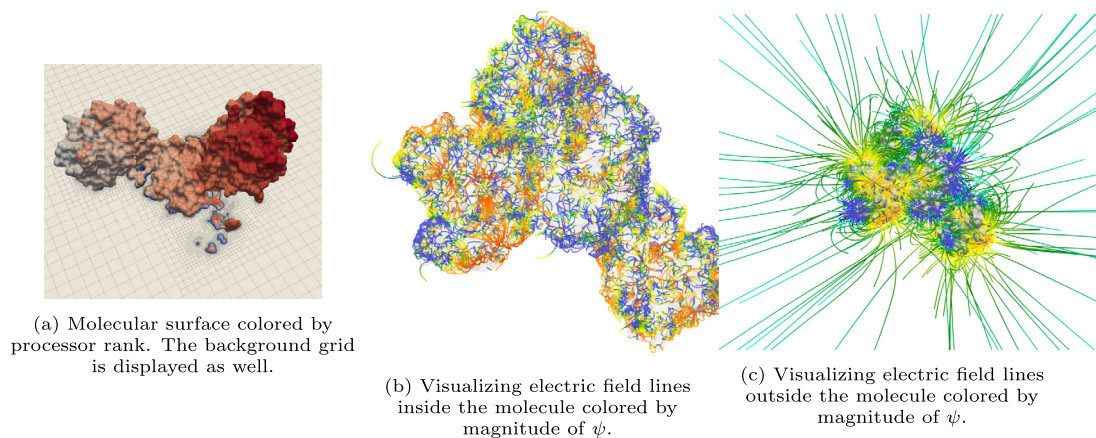 (a) Molecular surface colored by
processor rank. The background grid
is displayed as well.
(b) Visualizing electric field lines
inside the molecule colored by
magnitude of ψ.
(c) Visualizing electric field lines
outside the molecule colored by
magnitude of ψ.